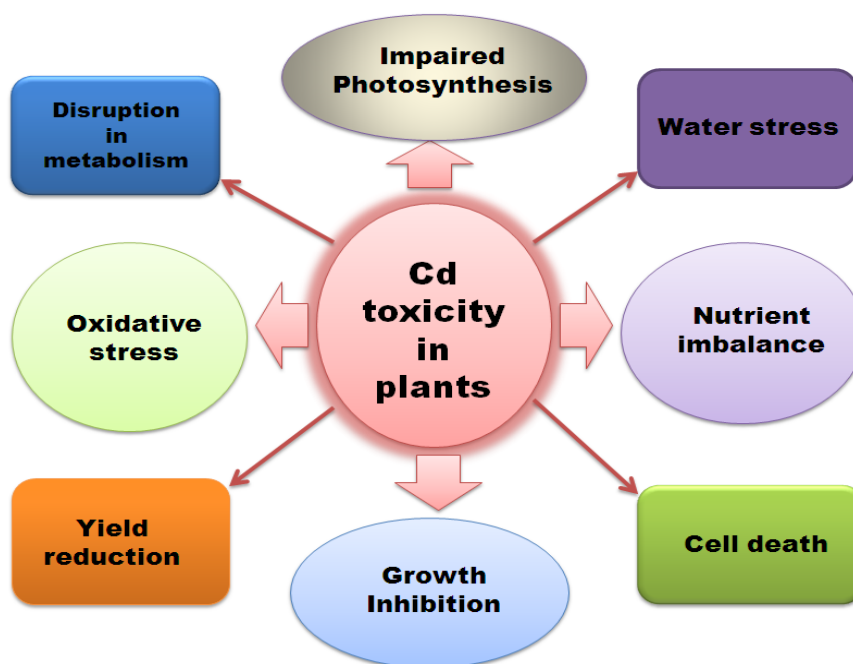 Impaired
Photosynthesis
Disruption
in
metabolism
Water stress
Cd
toxicity
in
plants
Oxidative
stress
Nutrient
imbalance
Yield
reduction
Cell death
Growth
Inhibition